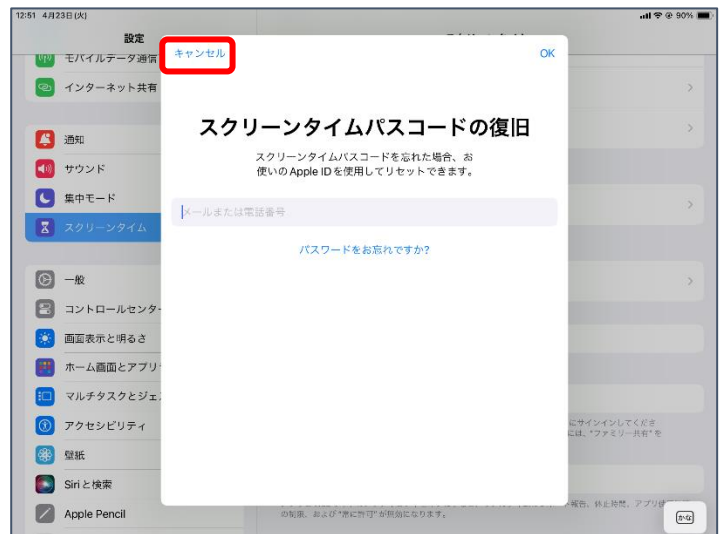 12:51 4月23日(火)
90%
設定
モバイルデータ通信
インターネット共有
通知
サウンド
集中モード
スクリーンタイム
一般
コントロールセンター
画面表示と明るさ
ホーム画面とアプリ
マルチタスクとジェ
アクセシビリティ
壁紙
Siriと検索
Apple Pencil
キャンセル
OK
スクリーンタイムパスコードの復旧
スクリーンタイムパスコードを忘れた場合、お
使いのApple IDを使用してリセットできます。
メールまたは電話番号
パスワードをお忘れですか?
にサインインしてくださ
には、"ファミリー共有"を
報告、休止時間、アプリ使
の制限、および"常に許可"が無効になります。
かな